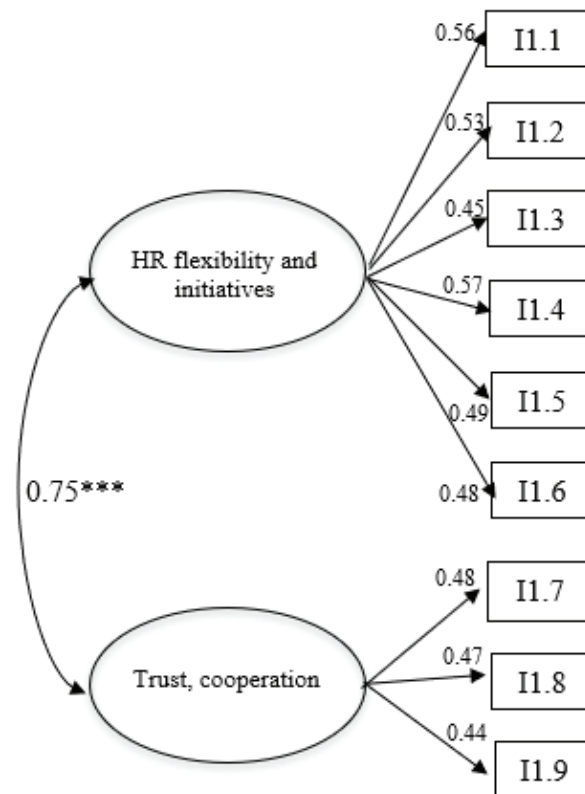 0.56
I1.1
0.53
I1.2
0.45
I1.3
HR flexibility and
initiatives
0.57
I1.4
0.49
I1.5
0.48
I1.6
0.75***
0.48
I1.7
Trust, cooperation
0.47
I1.8
0.44
I1.9